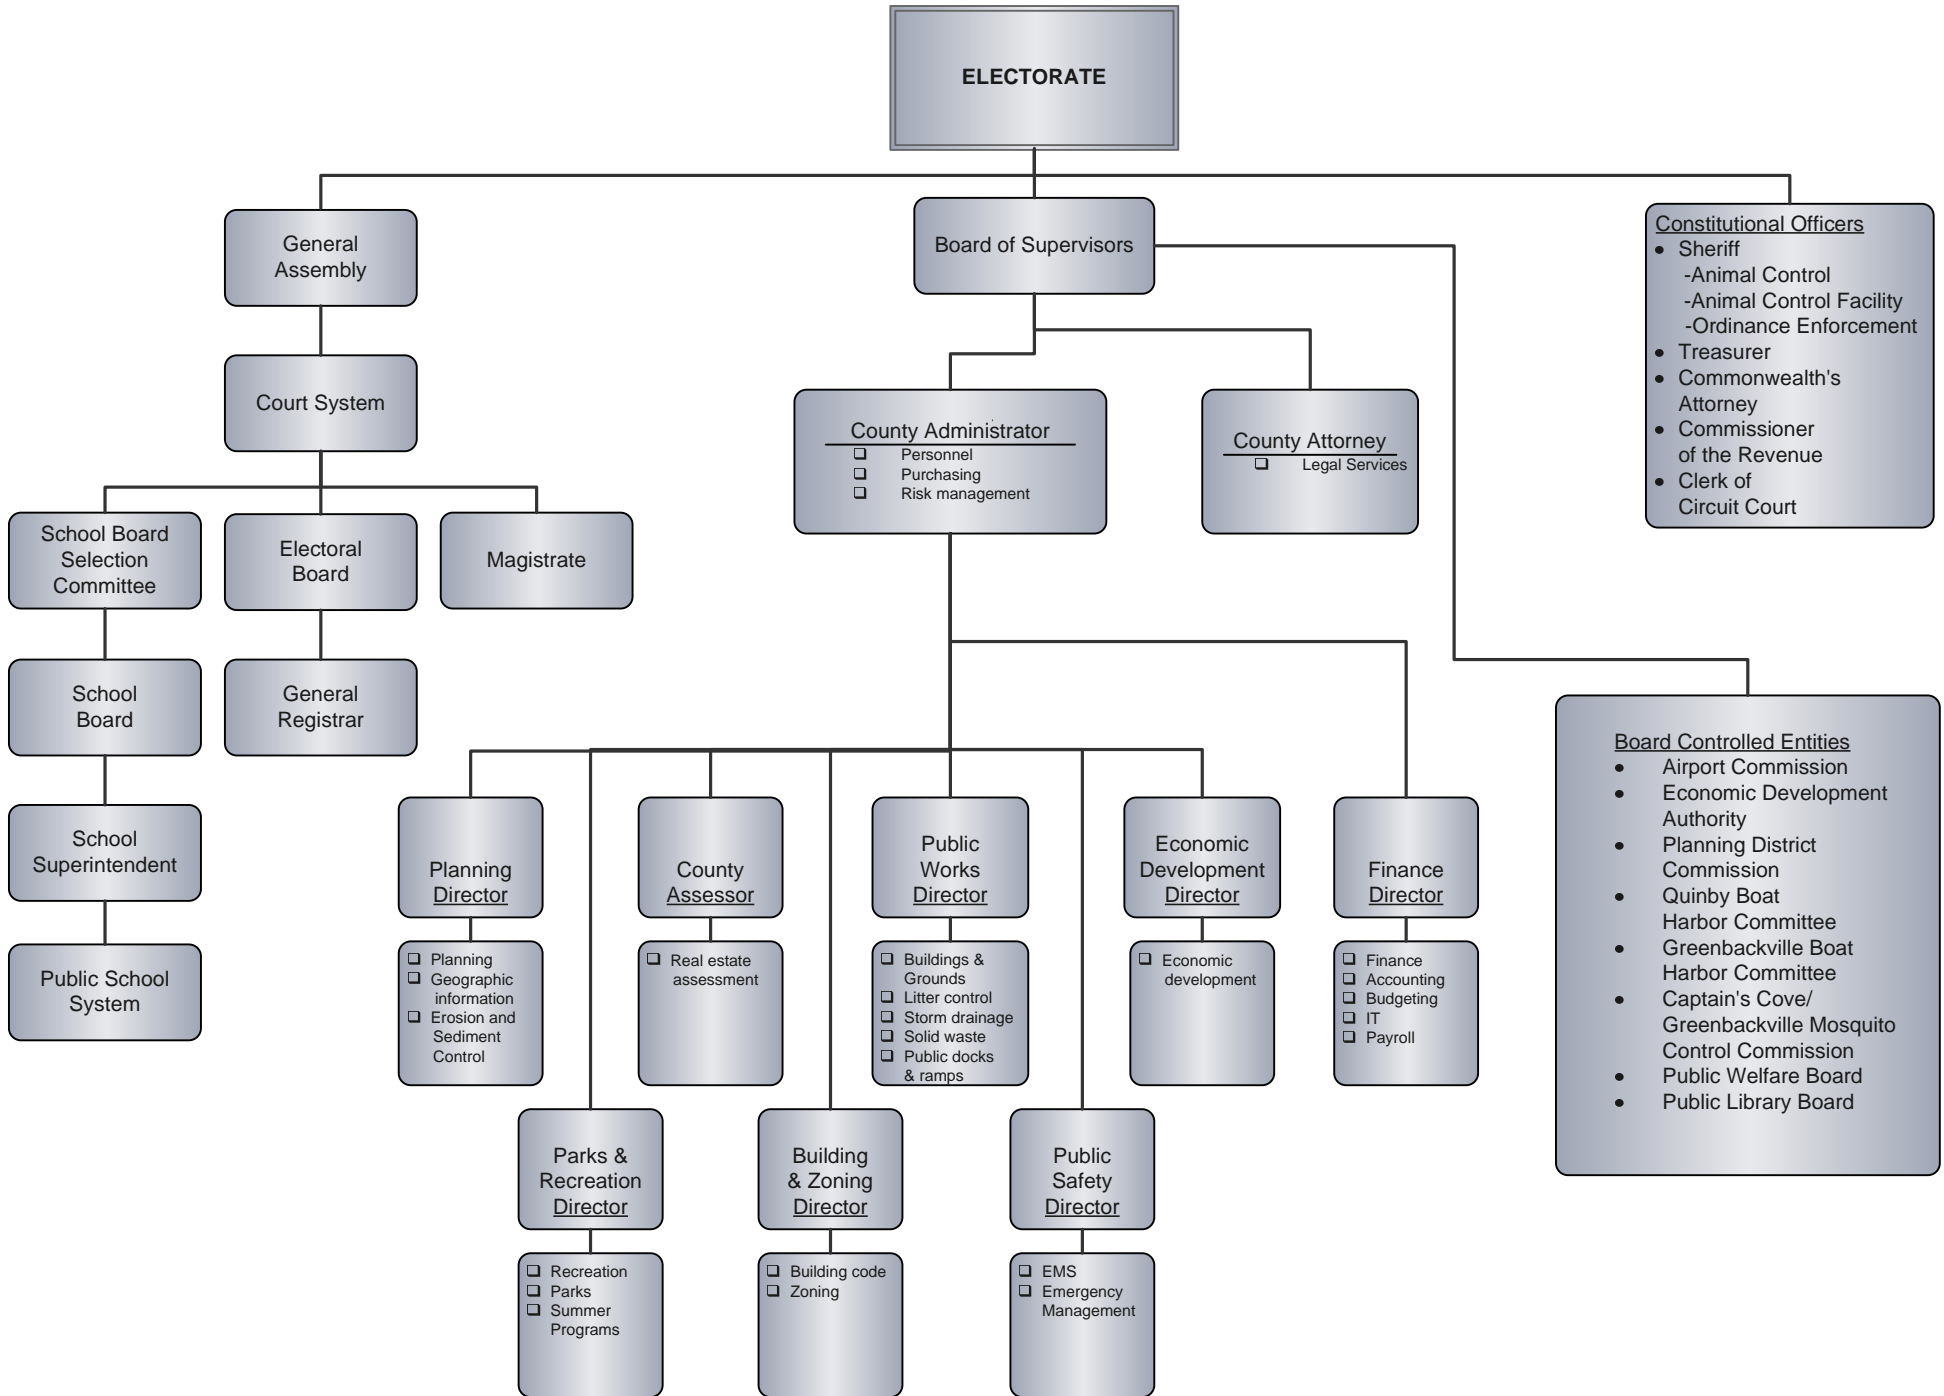 ELECTORATE
General
Assembly
Board of Supervisors
Constitutional Officers
• Sheriff
-Animal Control
-Animal Control Facility
-Ordinance Enforcement
• Treasurer
• Commonwealth's
Attorney
• Commissioner
of the Revenue
• Clerk of
Circuit Court
Court System
County Administrator
❑ Personnel
❑ Purchasing
❑ Risk management
County Attorney
❑ Legal Services
School Board
Selection
Committee
Electoral
Board
Magistrate
School
Board
General
Registrar
School
Superintendent
Public School
System
Board Controlled Entities
• Airport Commission
• Economic Development
Authority
• Planning District
Commission
• Quinby Boat
Harbor Committee
• Greenbackville Boat
Harbor Committee
• Captain's Cove/
Greenbackville Mosquito
Control Commission
• Public Welfare Board
• Public Library Board
Planning
Director
❑ Planning
❑ Geographic
information
❑ Erosion and
Sediment
Control
County
Assessor
❑ Real estate
assessment
Public
Works
Director
❑ Buildings &
Grounds
❑ Litter control
❑ Storm drainage
❑ Solid waste
❑ Public docks
& ramps
Economic
Development
Director
❑ Economic
development
Finance
Director
❑ Finance
❑ Accounting
❑ Budgeting
❑ IT
❑ Payroll
Parks &
Recreation
Director
❑ Recreation
❑ Parks
❑ Summer
Programs
Building
& Zoning
Director
❑ Building code
❑ Zoning
Public
Safety
Director
❑ EMS
❑ Emergency
Management